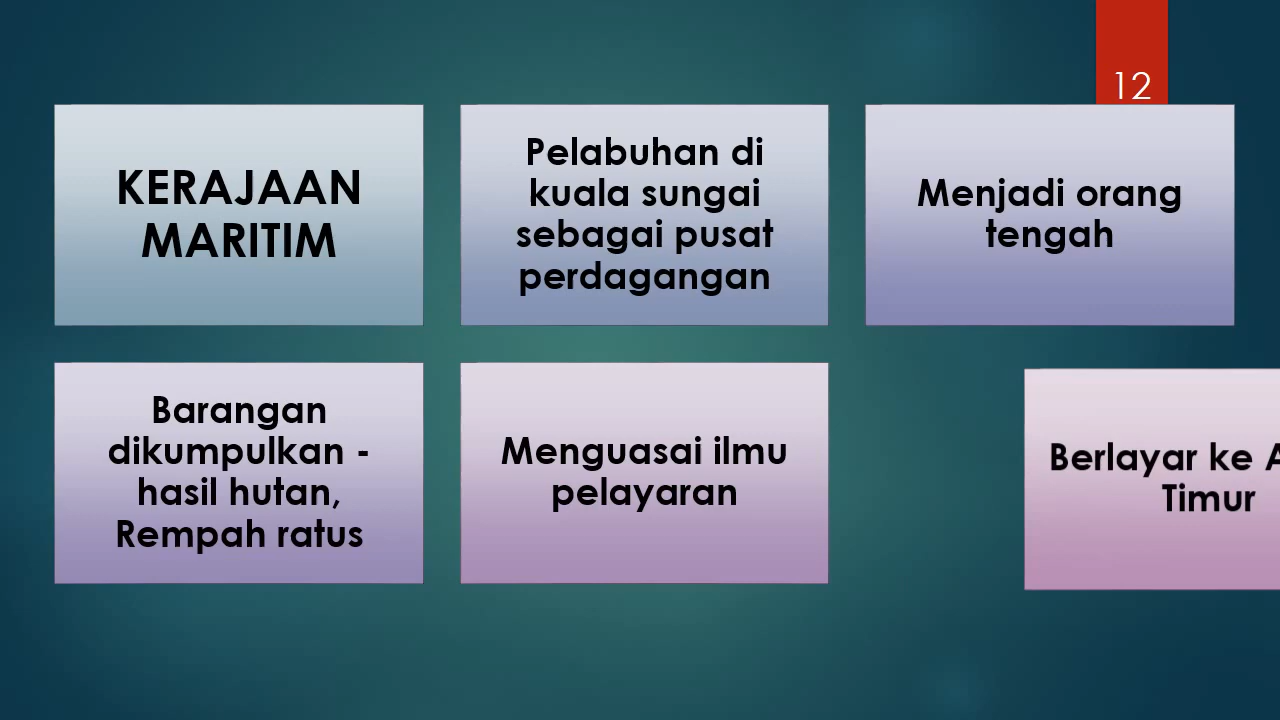 12
KERAJAAN
MARITIM
Pelabuhan di
kuala sungai
sebagai pusat
perdagangan
Menjadi orang
tengah
Barangan
dikumpulkan -
hasil hutan,
Rempah ratus
Menguasai ilmu
pelayaran
Berlayar ke
Timur